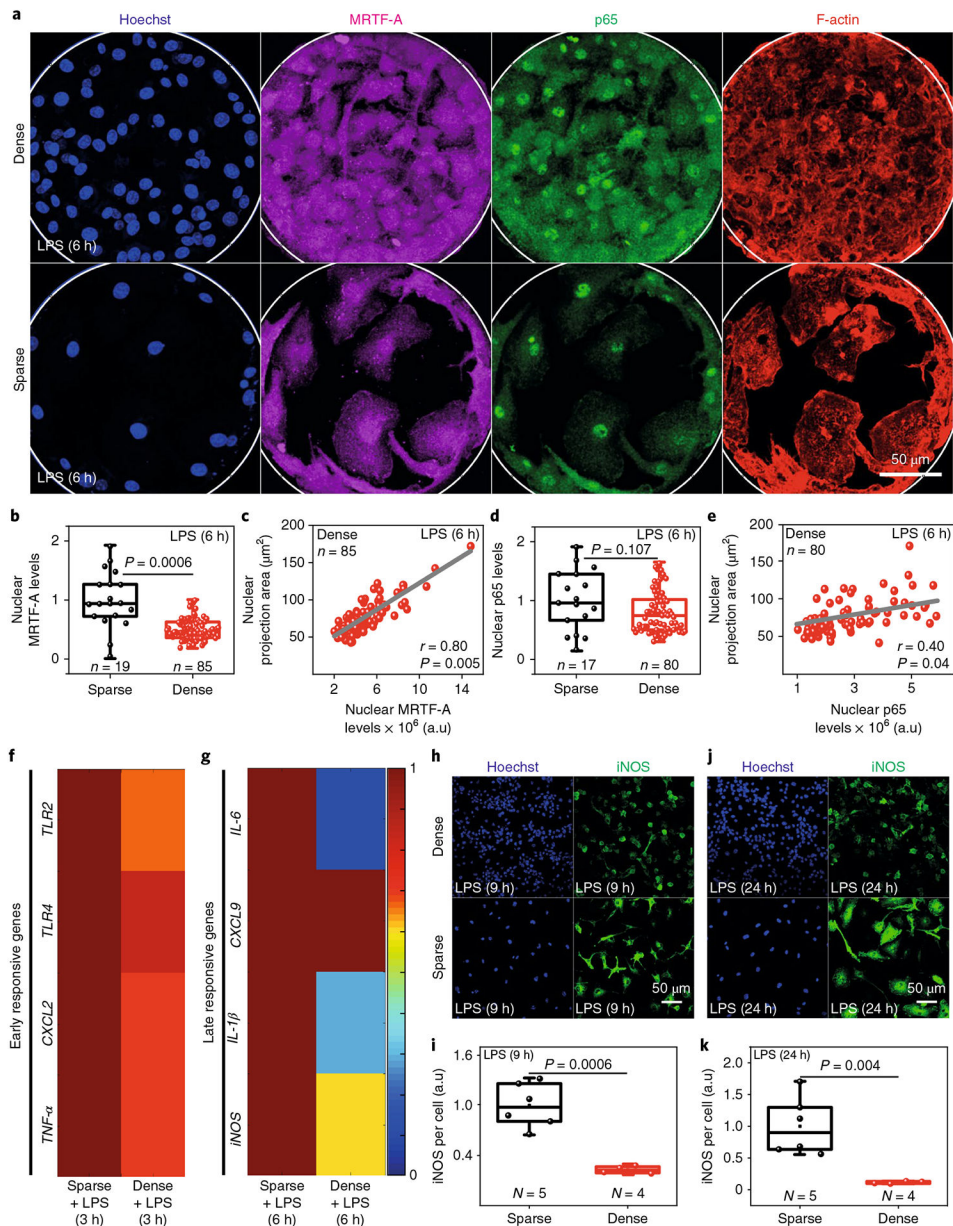 a
Hoechst
MRTF-A
p65
F-actin
Dense
LPS (6 h)
Sparse
LPS (6 h)
50 μm
b
Nuclear
MRTF-A levels
2
1
0
LPS (6 h)
P = 0.0006
n = 19
n = 85
Sparse
Dense
c
Nuclear
projection area (μm²)
200
150
100
50
Dense
LPS (6 h)
n = 85
r = 0.80
P = 0.005
2
6
10
14
Nuclear MRTF-A
levels × 10⁶ (a.u)
d
Nuclear p65 levels
2
1
0
LPS (6 h)
P = 0.107
n = 17
n = 80
Sparse
Dense
e
Nuclear
projection area (μm²)
200
150
100
50
Dense
LPS (6 h)
n = 80
r = 0.40
P = 0.04
1
3
5
Nuclear p65
levels × 10⁶ (a.u)
f
Early responsive genes
TLR2
TLR4
CXCL2
TNF-α
Sparse
+ LPS
(3 h)
Dense
+ LPS
(3 h)
g
Late responsive genes
IL-6
CXCL9
IL-1β
iNOS
Sparse
+ LPS
(6 h)
Dense
+ LPS
(6 h)
1
0
h
Hoechst
iNOS
Dense
LPS (9 h)
LPS (9 h)
Sparse
LPS (9 h)
LPS (9 h)
50 μm
j
Hoechst
iNOS
LPS (24 h)
LPS (24 h)
LPS (24 h)
LPS (24 h)
50 μm
i
iNOS per cell (a.u)
1.6
1.0
0.4
LPS (9 h)
P = 0.0006
N = 5
N = 4
Sparse
Dense
k
iNOS per cell (a.u)
2.0
1.5
1.0
0.5
0
LPS (24 h)
P = 0.004
N = 5
N = 4
Sparse
Dense